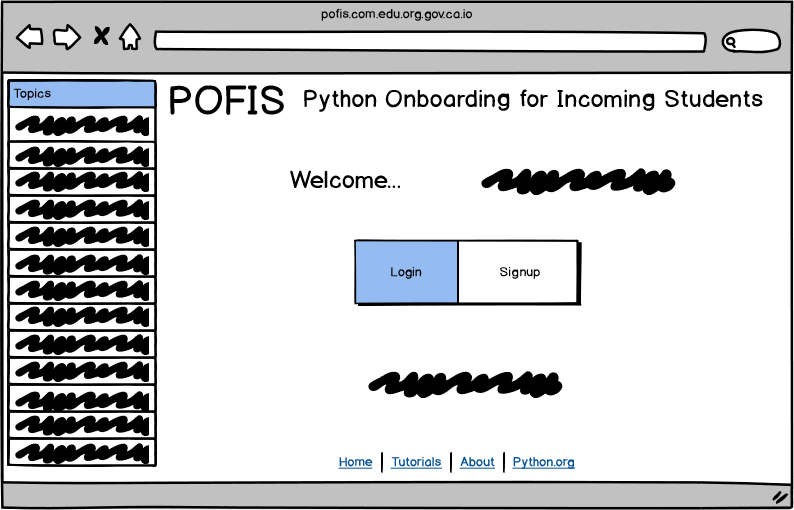 pofis.com.edu.org.gov.ca.io
Topics
POFIS Python Onboarding for Incoming Students
Welcome...
Login Signup
Home | Tutorials | About | Python.org